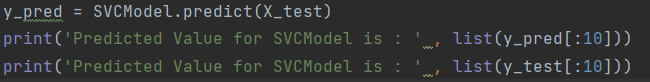 y_pred = SVCModel.predict(X_test)
print('Predicted Value for SVCModel is : ' , list(y_pred[:10]))
print('Predicted Value for SVCModel is : ' , list(y_test[:10]))